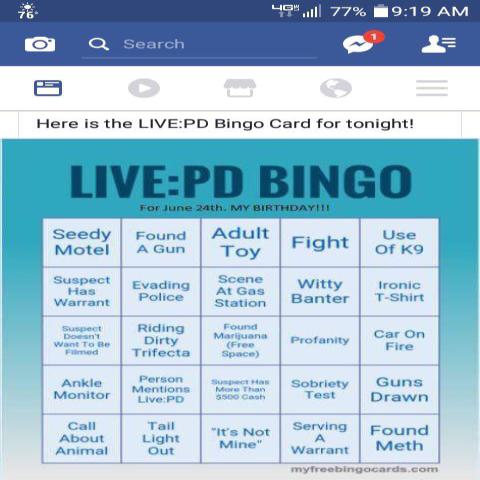 76°
4G
77%
9:19 AM
Search
1
Here is the LIVE:PD Bingo Card for tonight!
LIVE:PD BINGO
For June 24th. MY BIRTHDAY!!!
Seedy
Motel
Found
A Gun
Adult
Toy
Fight
Use
Of K9
Suspect
Has
Warrant
Evading
Police
Scene
At Gas
Station
Witty
Banter
Ironic
T-Shirt
Suspect
Doesn't
Want To Be
Filmed
Riding
Dirty
Trifecta
Found
Marijuana
(Free
Space)
Profanity
Car On
Fire
Ankle
Monitor
Person
Mentions
Live:PD
Suspect Has
More Than
$500 Cash
Sobriety
Test
Guns
Drawn
Call
About
Animal
Tail
Light
Out
"It's Not
Mine"
Serving
A
Warrant
Found
Meth
myfreebingocards.com